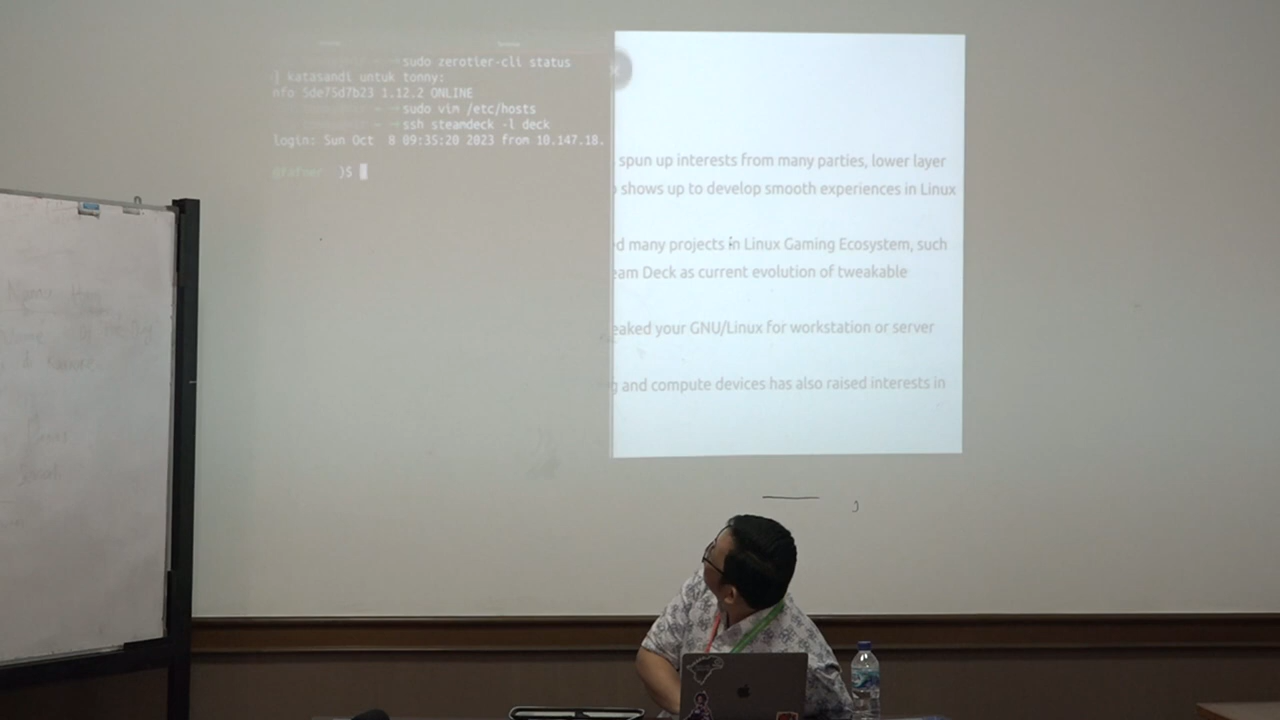 sudo zerotier-cli status
] katasandi untuk tonny:
nfo 5de75d7b23 1.12.2 ONLINE
sudo vim /etc/hosts
ssh steamdeck -l deck
login: Sun Oct 8 09:35:20 2023 from 10.147.18.
)$
spun up interests from many parties, lower layer
shows up to develop smooth experiences in Linux
d many projects in Linux Gaming Ecosystem, such
eam Deck as current evolution of tweakable
eaked your GNU/Linux for workstation or server
g and compute devices has also raised interests in